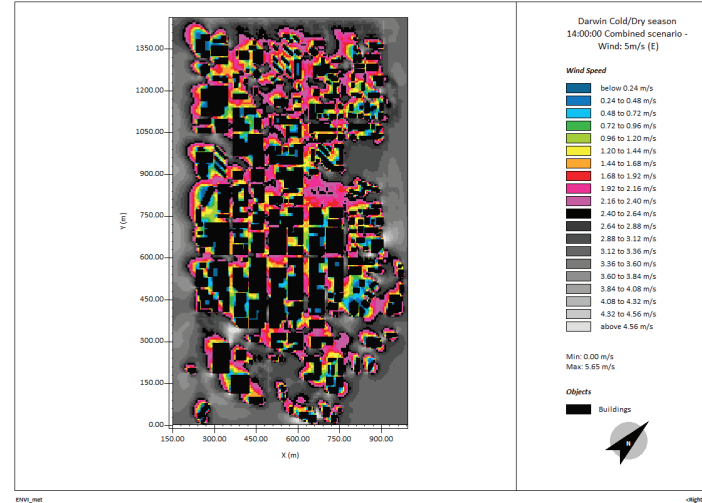 Darwin Cold/Dry season
14:00:00 Combined scenario -
Wind: 5m/s (E)
Wind Speed
below 0.24 m/s
0.24 to 0.48 m/s
0.48 to 0.72 m/s
0.72 to 0.96 m/s
0.96 to 1.20 m/s
1.20 to 1.44 m/s
1.44 to 1.68 m/s
1.68 to 1.92 m/s
1.92 to 2.16 m/s
2.16 to 2.40 m/s
2.40 to 2.64 m/s
2.64 to 2.88 m/s
2.88 to 3.12 m/s
3.12 to 3.36 m/s
3.36 to 3.60 m/s
3.60 to 3.84 m/s
3.84 to 4.08 m/s
4.08 to 4.32 m/s
4.32 to 4.56 m/s
above 4.56 m/s
Min: 0.00 m/s
Max: 5.65 m/s
Objects
Buildings
N
1350.00
1200.00
1050.00
900.00
750.00
600.00
450.00
300.00
150.00
0.00
Y (m)
150.00 300.00 450.00 600.00 750.00 900.00
X (m)
ENVI_met
<Right